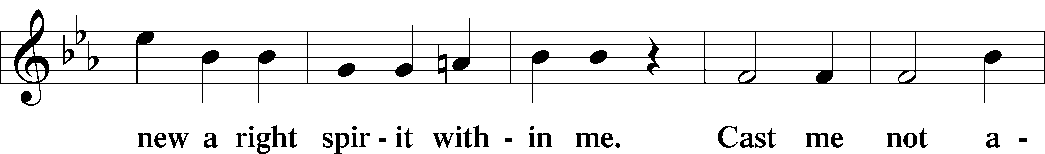 new a right spir - it with - in me. Cast me not a -